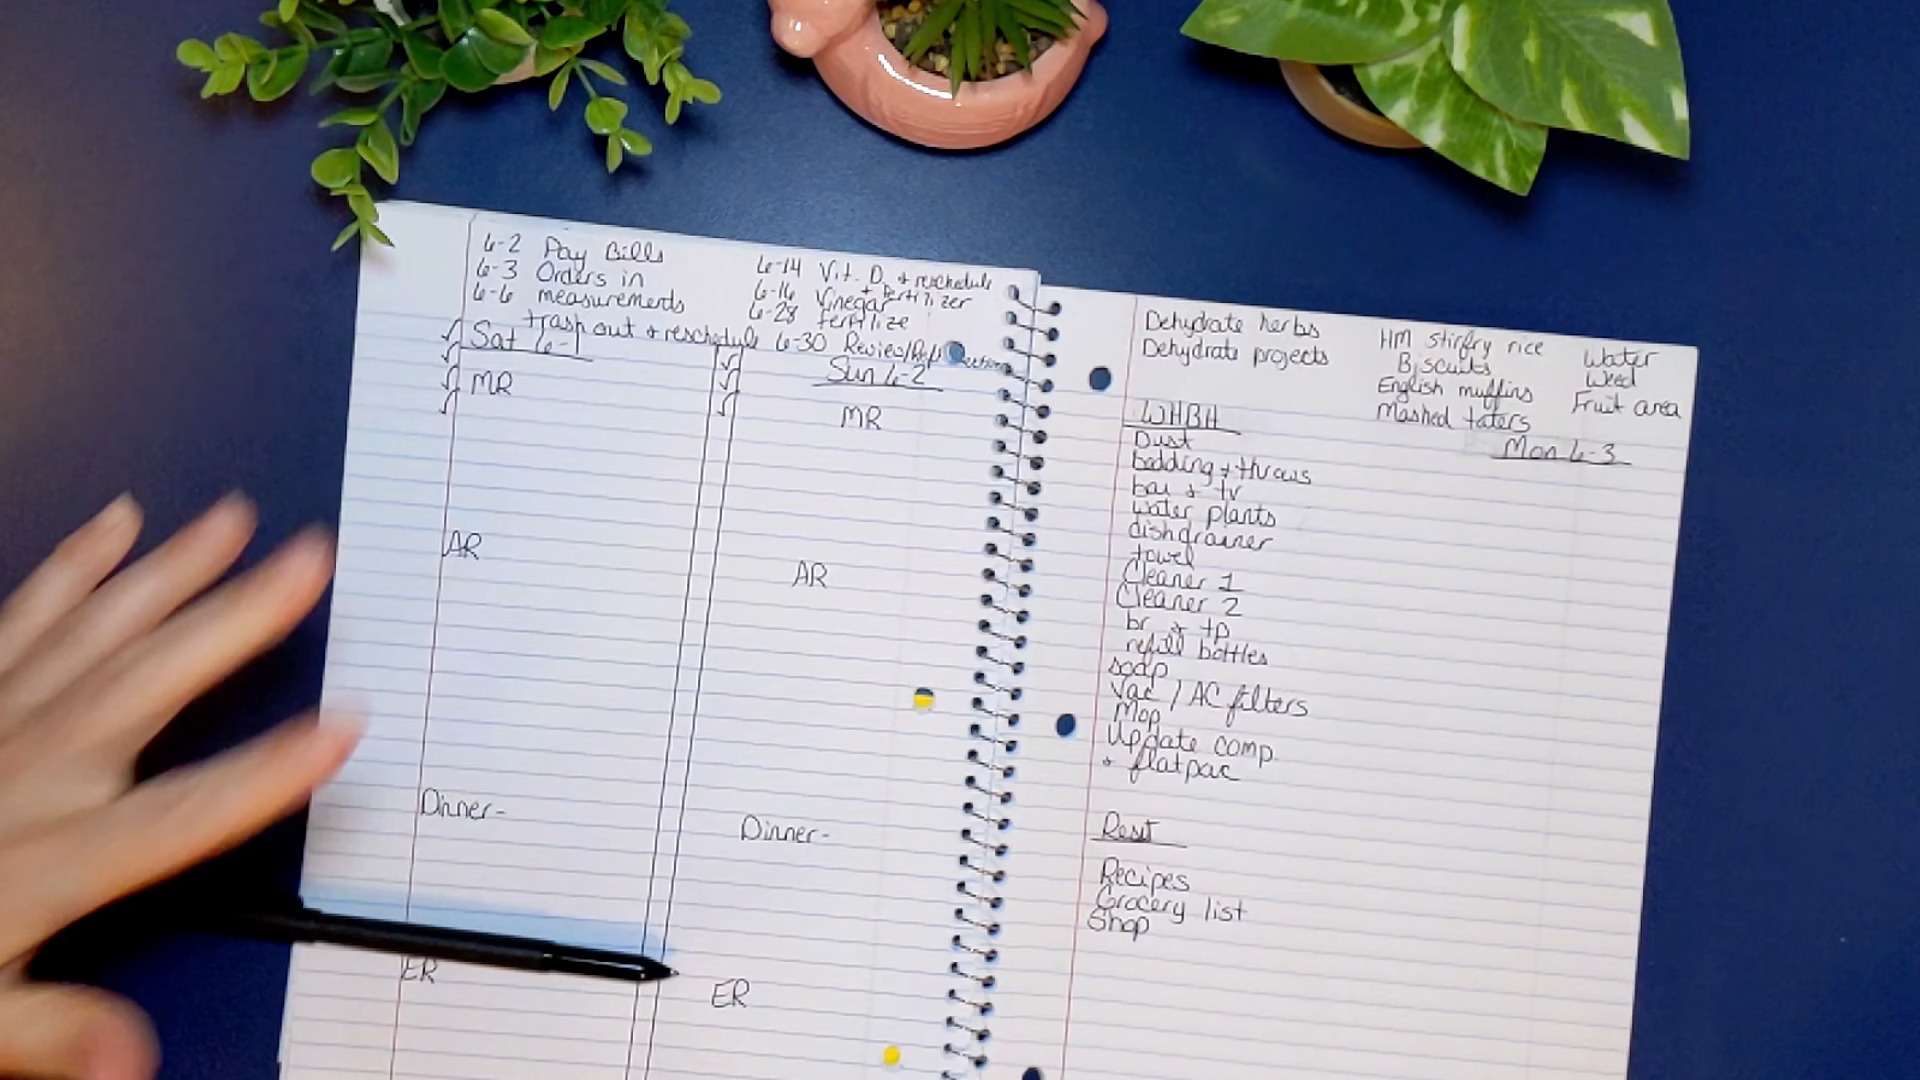 6-2 Pay Bills
6-3 Orders in
6-6 measurements
trash out + reschedule
6-14 Vit. D. + reschedule
6-16 Vinegar + fertilizer
6-28 fertilize
6-30 Review/
Sat 6-1
MR
AR
Dinner-
ER
Sun 6-2
MR
AR
Dinner-
ER
Dehydrate herbs
Dehydrate projects
HM stirfry rice
Biscuits
English muffins
Mashed taters
Water
Weed
Fruit area
WHBH
Dust
bedding + throws
bar + tv
water plants
dishdrainer
towel
Cleaner 1
Cleaner 2
br + tp
refill bottles
soap
Vac / AC filters
Mop
Update comp.
+ flatpac
Reset
Recipes
Grocery list
Shop
Mon 6-3